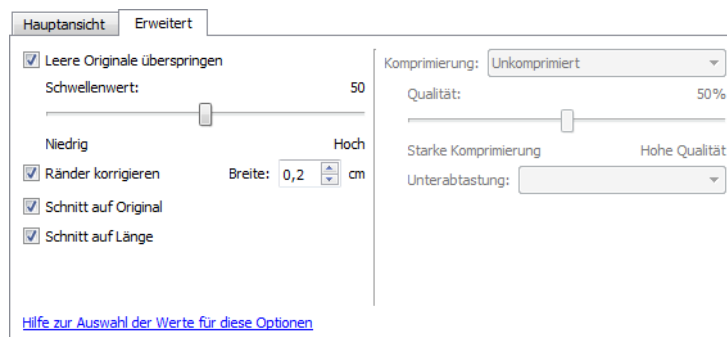 Hauptansicht Erweitert
Leere Originale überspringen
Schwellenwert: 50
Niedrig Hoch
Ränder korrigieren Breite: 0,2 cm
Schnitt auf Original
Schnitt auf Länge
Komprimierung: Unkomprimiert
Qualität: 50%
Starke Komprimierung Hohe Qualität
Unterabtastung:
Hilfe zur Auswahl der Werte für diese Optionen